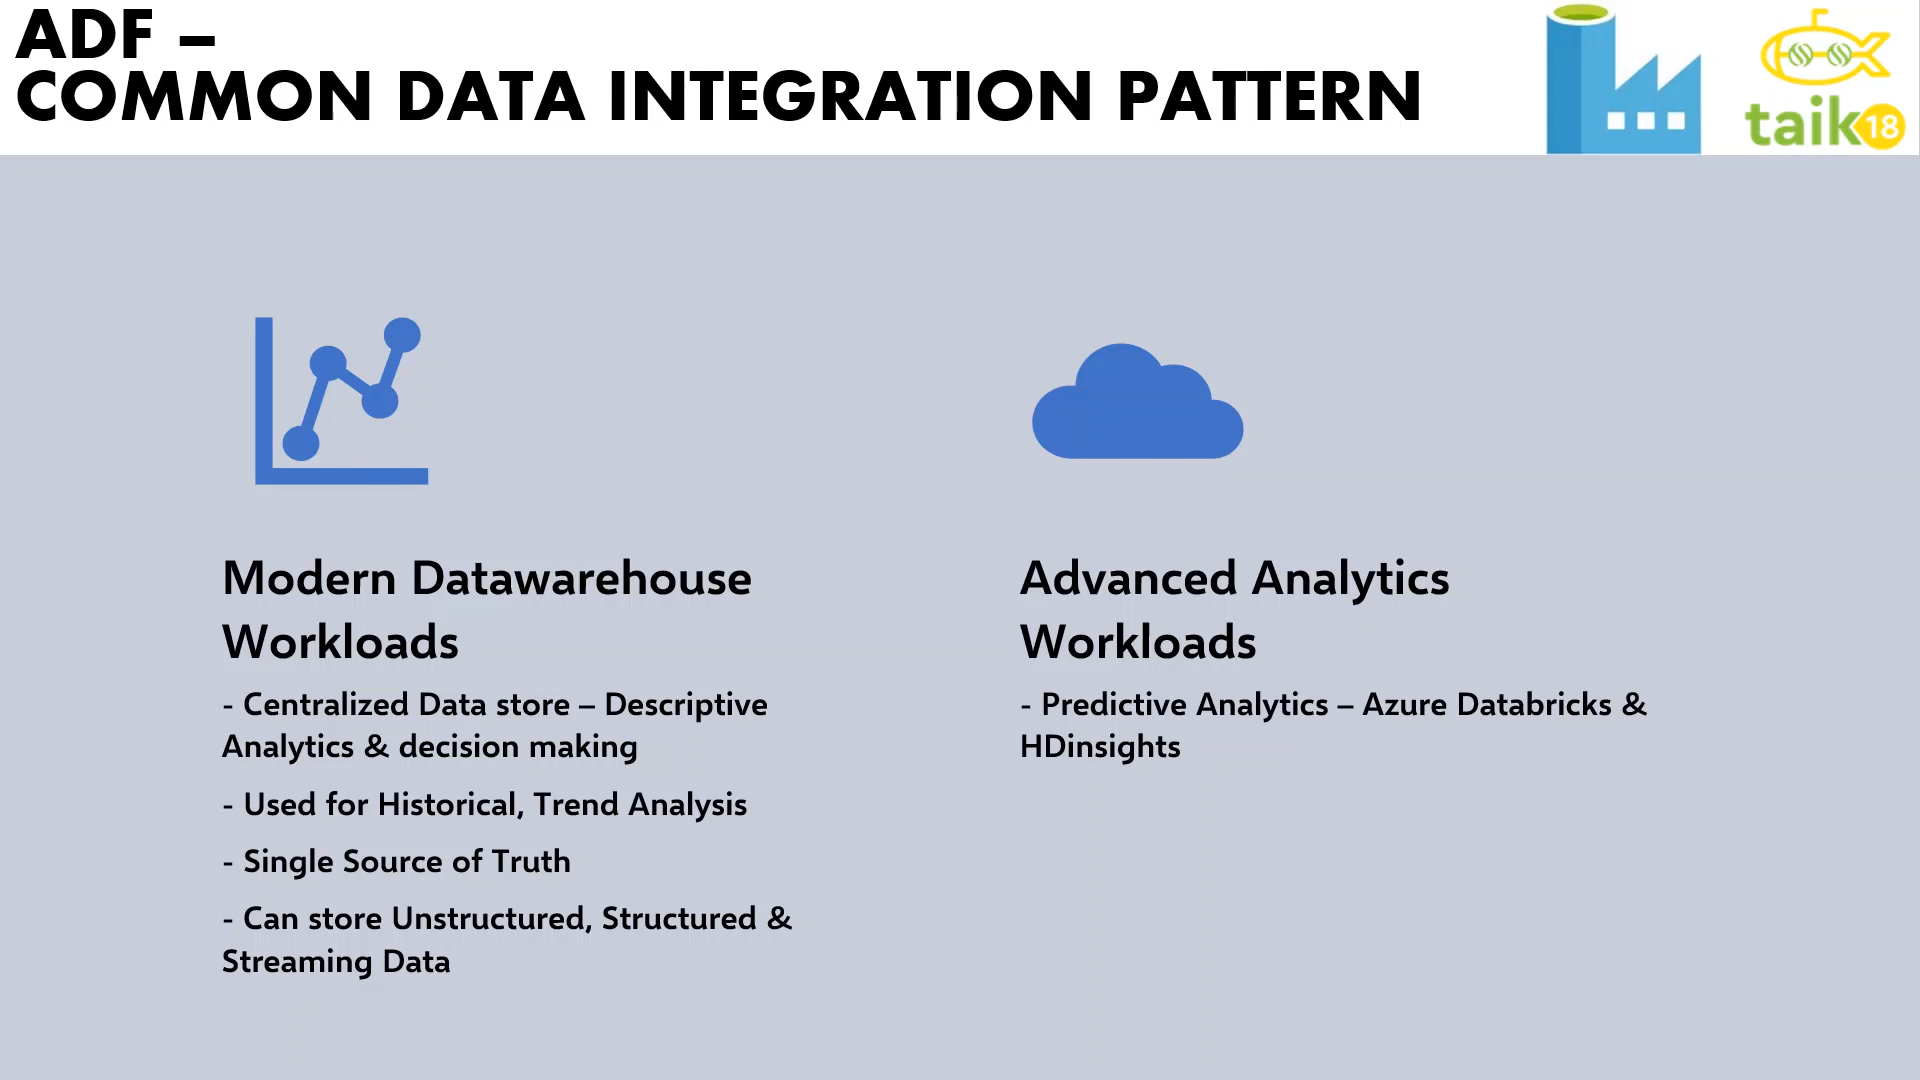 ADF –
COMMON DATA INTEGRATION PATTERN
taik18
Modern Datawarehouse
Workloads
- Centralized Data store – Descriptive
Analytics & decision making
- Used for Historical, Trend Analysis
- Single Source of Truth
- Can store Unstructured, Structured &
Streaming Data
Advanced Analytics
Workloads
- Predictive Analytics – Azure Databricks &
HDinsights